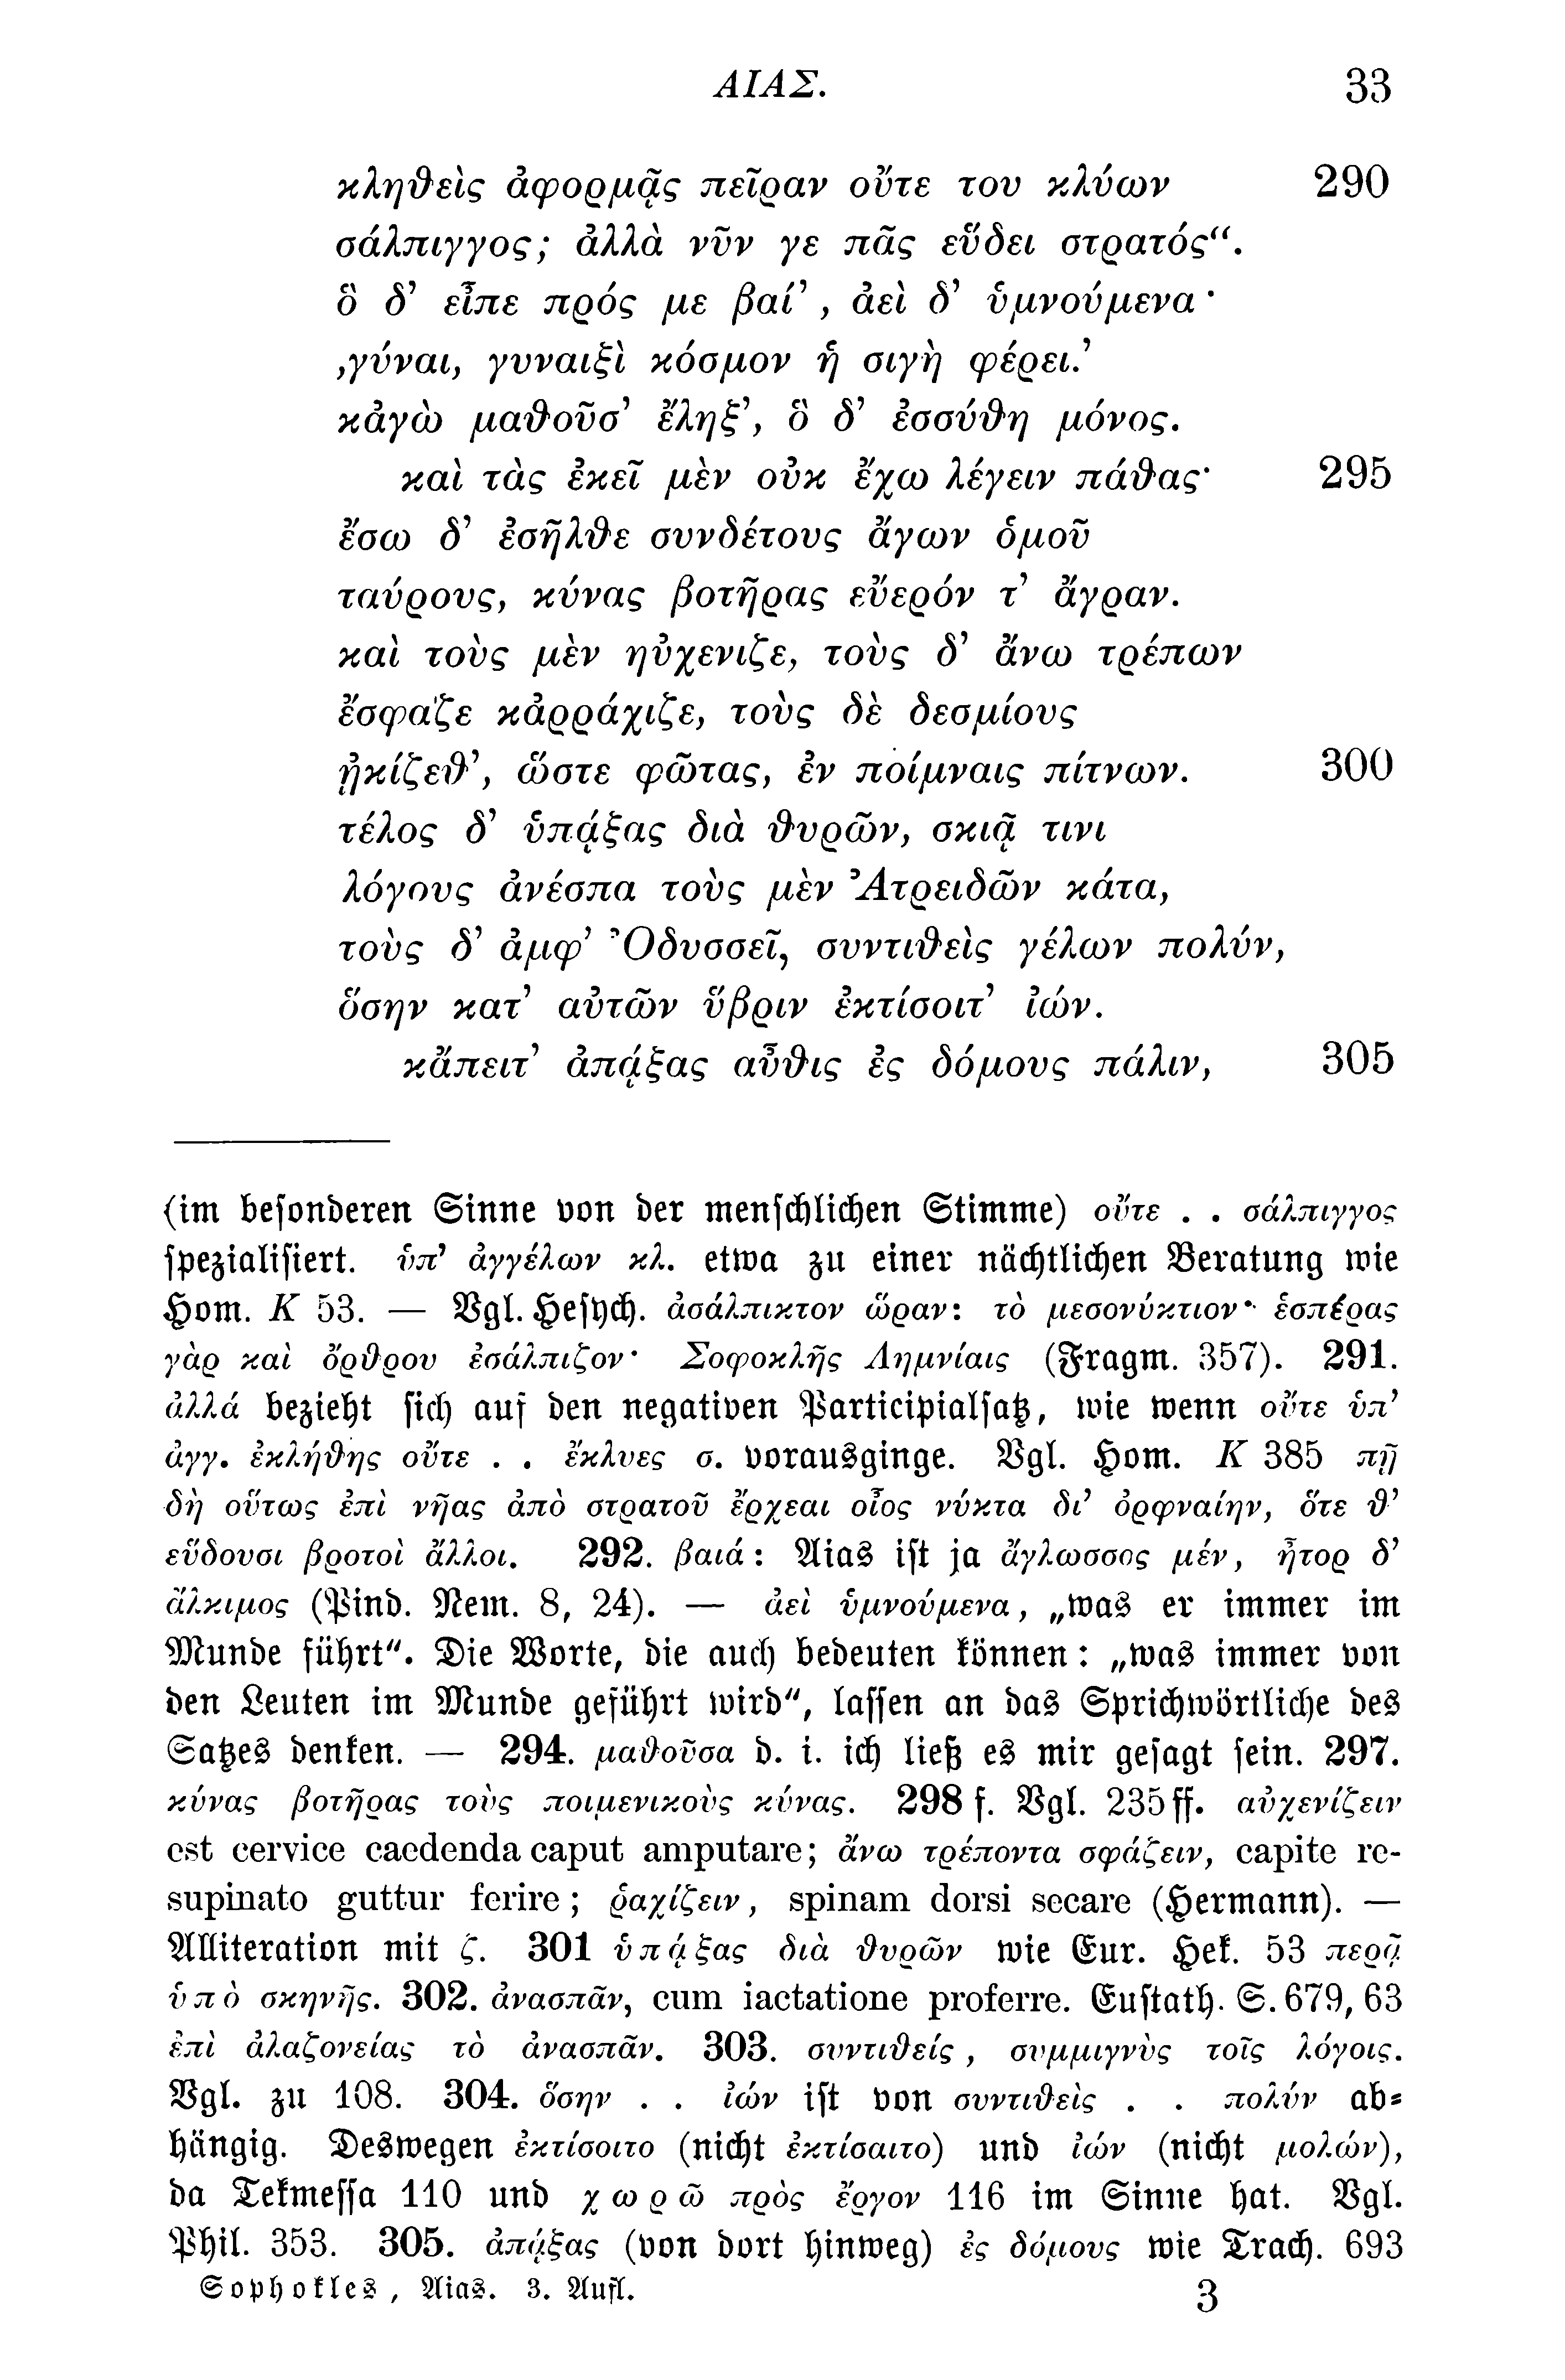 ΑΙΑΣ. 33
κληθεὶς ἀφορμᾷς πεῖραν οὔτε του κλύων 290
σάλπιγγος; ἀλλὰ νῦν γε πᾶς εὕδει στρατός“.
ὃ δ’ εἶπε πρός με βαί’, ἀεὶ δ’ ὑμνούμενα·
‚γύναι, γυναιξὶ κόσμον ἡ σιγὴ φέρει.’
κἀγὼ μαθοῦσ’ ἔληξ’, ὃ δ’ ἐσσύθη μόνος.
καὶ τὰς ἐκεῖ μὲν οὐκ ἔχω λέγειν πάθας· 295
ἔσω δ’ ἐσῆλθε συνδέτους ἄγων ὁμοῦ
ταύρους, κύνας βοτῆρας εὔερόν τ’ ἄγραν.
καὶ τοὺς μὲν ηὐχενιζε, τοὺς δ’ ἄνω τρέπων
ἔσφαζε κἀρράχιζε, τοὺς δὲ δεσμίους
ᾐκίζεθ’, ὥστε φῶτας, ἐν ποίμναις πίτνων. 300
τέλος δ’ ὑπᾴξας διὰ θυρῶν, σκιᾷ τινι
λόγους ἀνέσπα τοὺς μὲν Ἀτρειδῶν κάτα,
τοὺς δ’ ἀμφ’ Ὀδυσσεῖ, συντιθεὶς γέλων πολύν,
ὅσην κατ’ αὐτῶν ὕβριν ἐκτίσοιτ’ ἰών.
κἄπειτ’ ἀπᾴξας αὖθις ἐς δόμους πάλιν, 305
(im besonderen Sinne von der menschlichen Stimme) οὔτε . . σάλπιγγος
spezialisiert. ὑπ’ ἀγγέλων κλ. etwa zu einer nächtlichen Beratung wie
Hom. K 53. — Vgl. Hesych. ἀσάλπικτον ὥραν: τὸ μεσονύκτιον· ἑσπέρας
γὰρ καὶ ὄρθρου ἐσάλπιζον· Σοφοκλῆς Λημνίαις (Fragm. 357). 291.
ἀλλά bezieht sich auf den negativen Participialsatz, wie wenn οὔτε ὑπ’
ἀγγ. ἐκλήθης οὔτε . . ἔκλυες σ. vorausginge. Vgl. Hom. K 385 πῇ
δὴ οὕτως ἐπὶ νῆας ἀπὸ στρατοῦ ἔρχεαι οἶος νύκτα δι’ ὀρφναίην, ὅτε θ’
εὕδουσι βροτοὶ ἄλλοι. 292. βαιά: Aias ist ja ἄγλωσσος μέν, ἦτορ δ’
ἄλκιμος (Pind. Nem. 8, 24). — ἀεὶ ὑμνούμενα, „was er immer im
Munde führt“. Die Worte, die auch bedeuten können: „was immer von
den Leuten im Munde geführt wird“, lassen an das Sprichwörtliche des
Satzes denken. — 294. μαθοῦσα d. i. ich ließ es mir gesagt sein. 297.
κύνας βοτῆρας τοὺς ποιμενικοὺς κύνας. 298 f. Vgl. 235 ff. αὐχενίζειν
est cervice caedenda caput amputare; ἄνω τρέποντα σφάζειν, capite re-
supinato guttur ferire; ῥαχίζειν, spinam dorsi secare (Hermann). —
Alliteration mit ζ. 301 ὑπᾴξας διὰ θυρῶν wie Eur. Hek. 53 περᾷ
ὑπὸ σκηνῆς. 302. ἀνασπᾶν, cum iactatione proferre. Eustath. S. 679, 63
ἐπὶ ἀλαζονείας τὸ ἀνασπᾶν. 303. συντιθείς, συμμιγνὺς τοῖς λόγοις.
Vgl. zu 108. 304. ὅσην . . ἰών ist von συντιθεὶς . . πολύν ab-
hängig. Deswegen ἐκτίσοιτο (nicht ἐκτίσαιτο) und ἰών (nicht μολών),
da Tekmessa 110 und χωρῶ πρὸς ἔργον 116 im Sinne hat. Vgl.
Phil. 353. 305. ἀπᾴξας (von dort hinweg) ἐς δόμους wie Trach. 693
Sophokles, Aias. 3. Aufl. 3